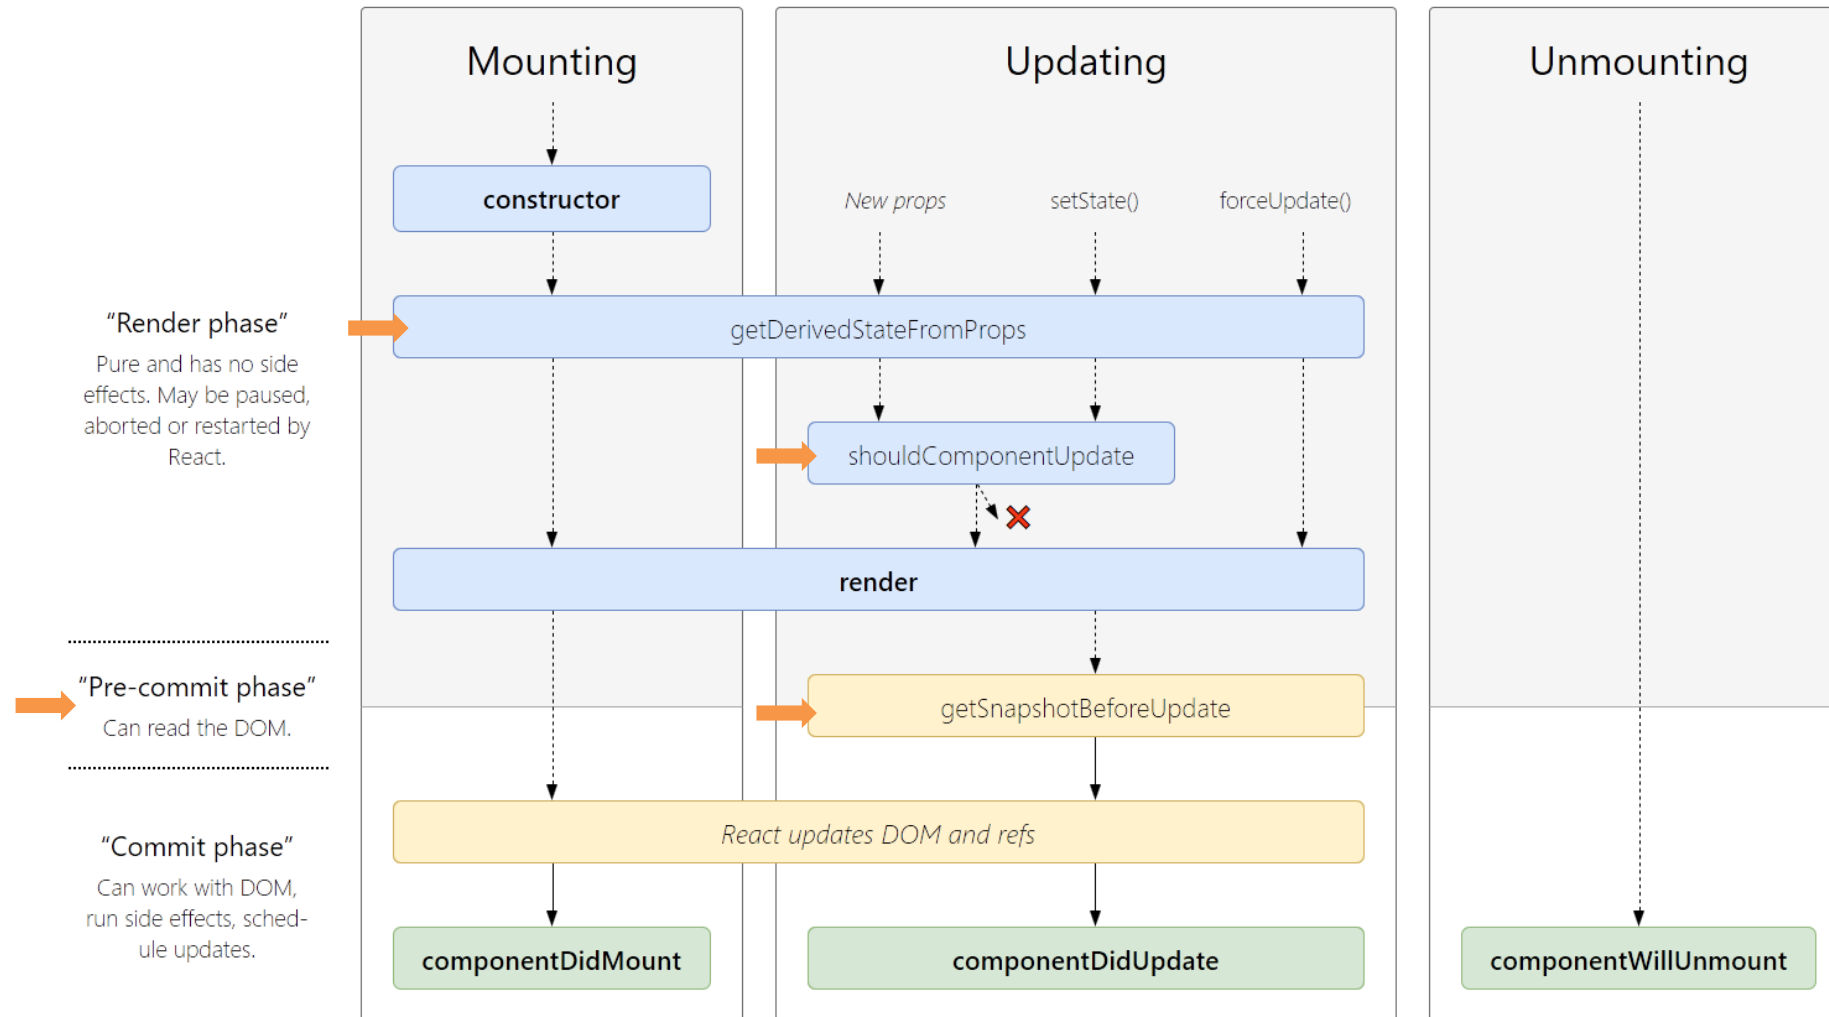 Mounting
Updating
Unmounting
constructor
New props
setState()
forceUpdate()
“Render phase”
Pure and has no side
effects. May be paused,
aborted or restarted by
React.
getDerivedStateFromProps
shouldComponentUpdate
render
“Pre-commit phase”
Can read the DOM.
getSnapshotBeforeUpdate
React updates DOM and refs
“Commit phase”
Can work with DOM,
run side effects, sched-
ule updates.
componentDidMount
componentDidUpdate
componentWillUnmount